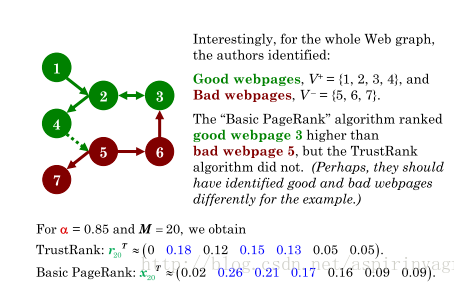 Interestingly, for the whole Web graph,
the authors identified:
Good webpages, V⁺ = {1, 2, 3, 4}, and
Bad webpages, V⁻ = {5, 6, 7}.
The “Basic PageRank” algorithm ranked
good webpage 3 higher than
bad webpage 5, but the TrustRank
algorithm did not. (Perhaps, they should
have identified good and bad webpages
differently for the example.)
1
2
3
4
5
6
7
For α = 0.85 and M = 20, we obtain
TrustRank: r₂₀ᵀ ≈ (0 0.18 0.12 0.15 0.13 0.05 0.05).
Basic PageRank: x₂₀ᵀ ≈ (0.02 0.26 0.21 0.17 0.16 0.09 0.09).